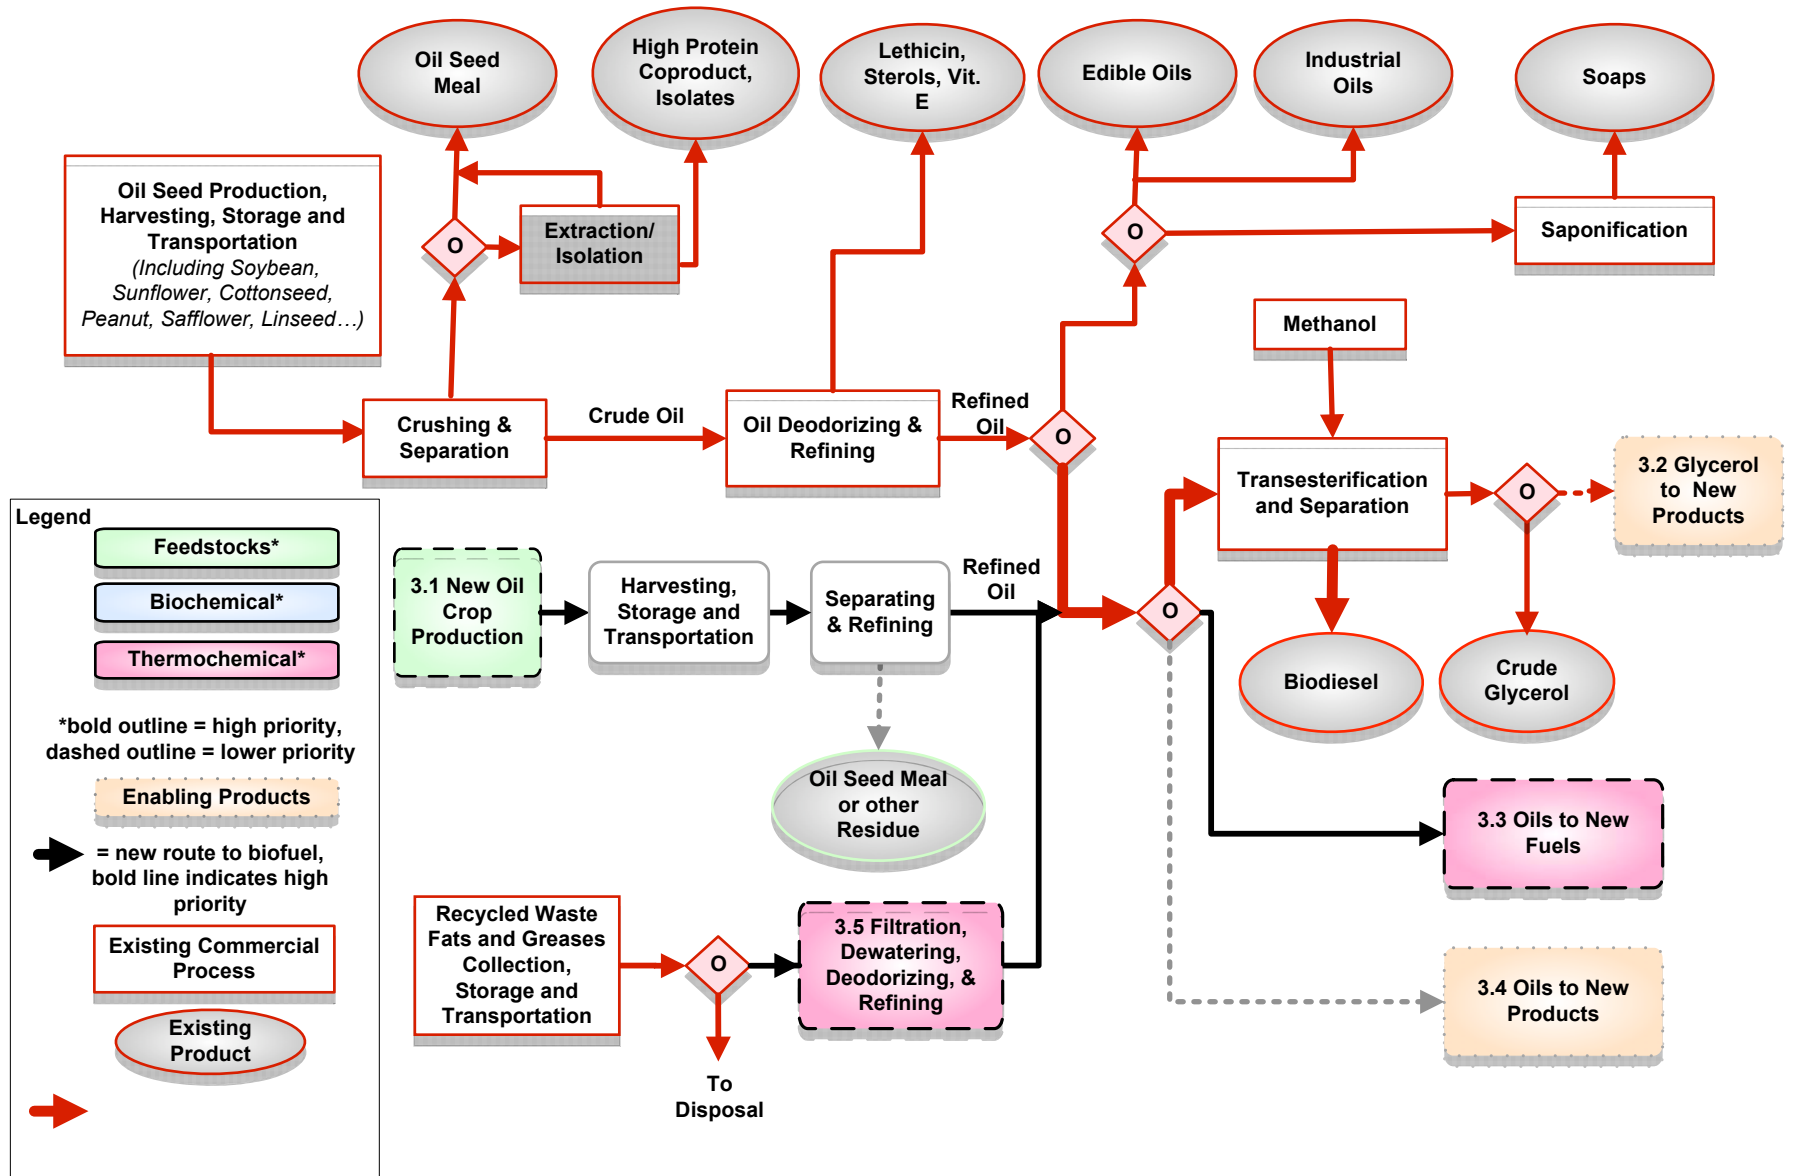 Oil Seed
Meal
High Protein
Coproduct,
Isolates
Lethicin,
Sterols, Vit.
E
Edible Oils
Industrial
Oils
Soaps
Oil Seed Production,
Harvesting, Storage and
Transportation
(Including Soybean,
Sunflower, Cottonseed,
Peanut, Safflower, Linseed…)
O
Extraction/
Isolation
O
Saponification
Methanol
Crushing &
Separation
Crude Oil
Oil Deodorizing &
Refining
Refined
Oil
O
Transesterification
and Separation
O
3.2 Glycerol
to New
Products
Legend
Feedstocks*
Biochemical*
Thermochemical*
*bold outline = high priority,
dashed outline = lower priority
Enabling Products
= new route to biofuel,
bold line indicates high
priority
Existing Commercial
Process
Existing
Product
3.1 New Oil
Crop
Production
Harvesting,
Storage and
Transportation
Separating
& Refining
Refined
Oil
O
Biodiesel
Crude
Glycerol
Oil Seed Meal
or other
Residue
3.3 Oils to New
Fuels
Recycled Waste
Fats and Greases
Collection,
Storage and
Transportation
O
3.5 Filtration,
Dewatering,
Deodorizing, &
Refining
3.4 Oils to New
Products
To
Disposal